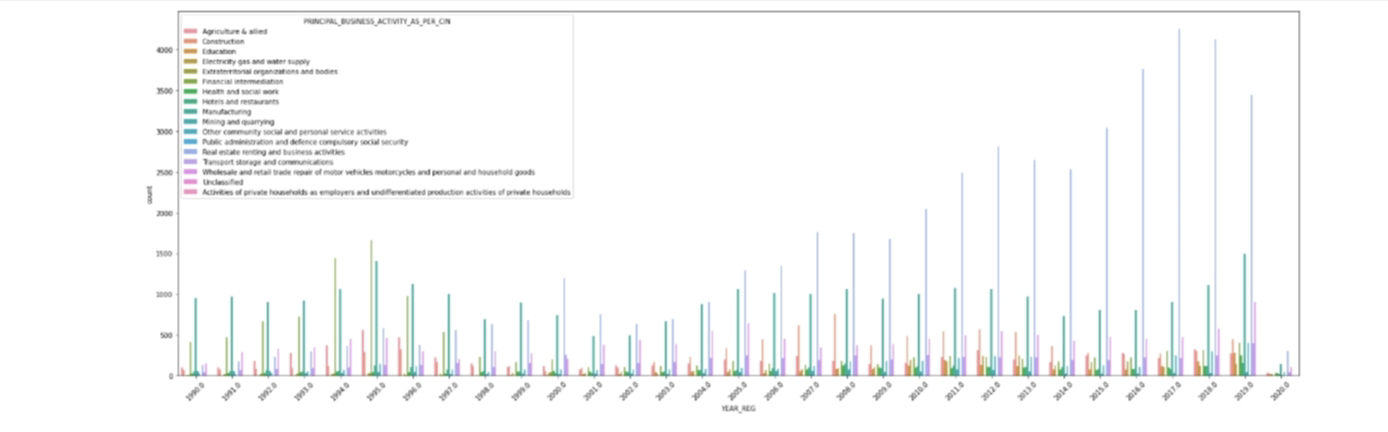 PRINCIPAL_BUSINESS_ACTIVITY_AS_PER_CIN
Agriculture & allied
Construction
Education
Electricity gas and water supply
Extraterritorial organizations and bodies
Financial intermediation
Health and social work
Hotels and restaurants
Manufacturing
Mining and quarrying
Other community social and personal service activities
Public administration and defence compulsory social security
Real estate renting and business activities
Transport storage and communications
Wholesale and retail trade repair of motor vehicles motorcycles and personal and household goods
Unclassified
Activities of private households as employers and undifferentiated production activities of private households
4000
3500
3000
2500
2000
1500
1000
500
0
count
1990.0
1991.0
1992.0
1993.0
1994.0
1995.0
1996.0
1997.0
1998.0
1999.0
2000.0
2001.0
2002.0
2003.0
2004.0
2005.0
2006.0
2007.0
2008.0
2009.0
2010.0
2011.0
2012.0
2013.0
2014.0
2015.0
2016.0
2017.0
2018.0
2019.0
2020.0
YEAR_REG